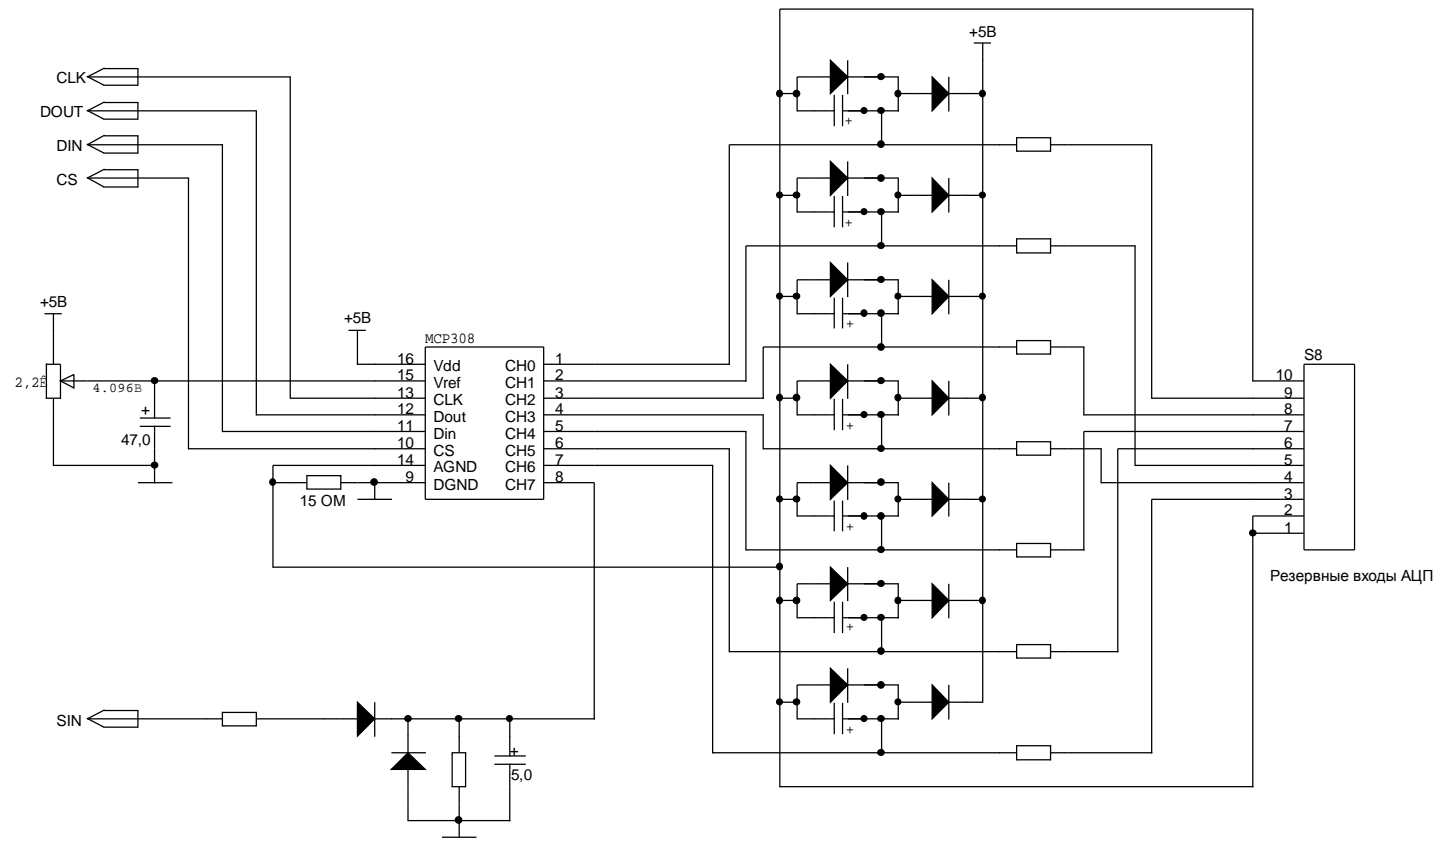 +5В
CLK
DOUT
DIN
CS
+5В
+5В
MCP308
2,2Ё
4.096В
+
47,0
16 Vdd CH0 1
15 Vref CH1 2
13 CLK CH2 3
12 Dout CH3 4
11 Din CH4 5
10 CS CH5 6
14 AGND CH6 7
9 DGND CH7 8
15 ОМ
+
+
+
+
+
+
+
S8
10
9
8
7
6
5
4
3
2
1
Резервные входы АЦП
SIN
+
5,0